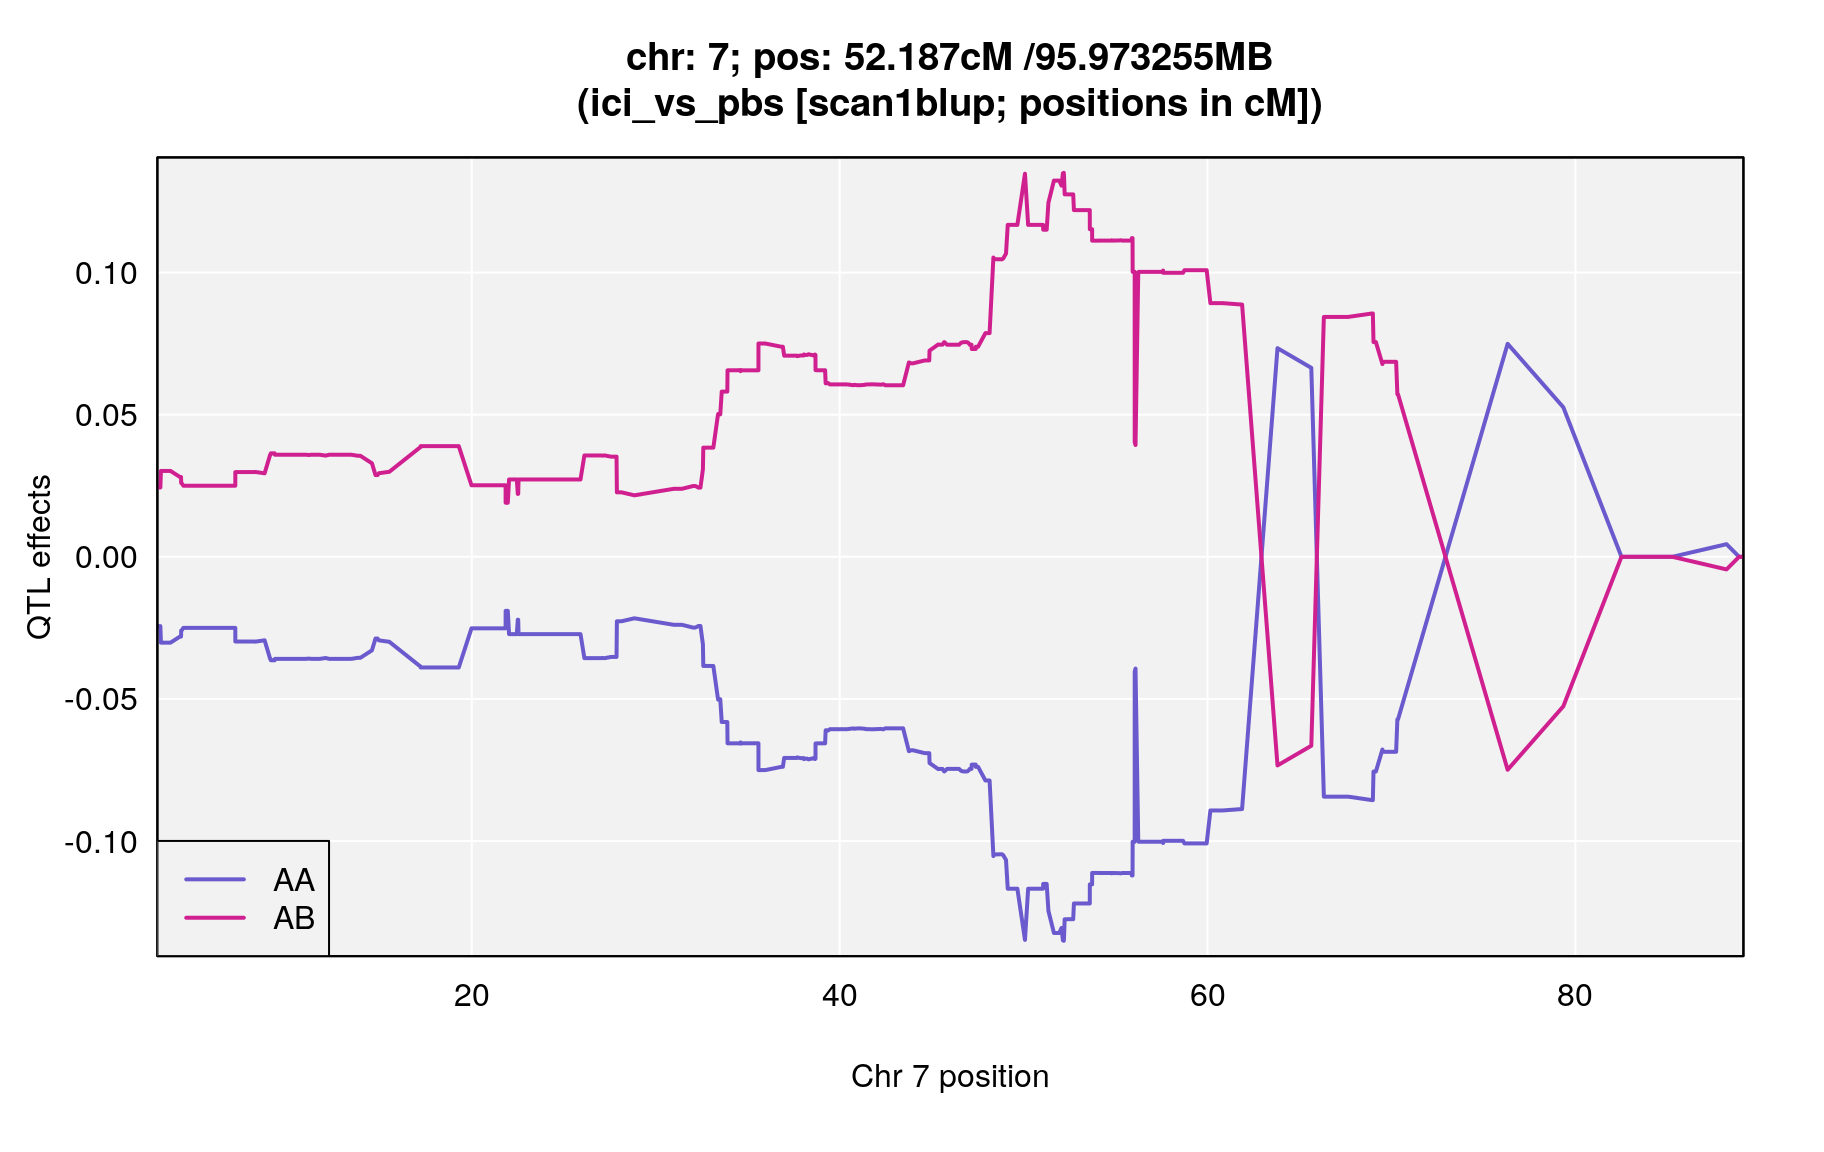 chr: 7; pos: 52.187cM /95.973255MB
(ici_vs_pbs [scan1blup; positions in cM])
QTL effects
0.10
0.05
0.00
-0.05
-0.10
AA
AB
20
40
60
80
Chr 7 position